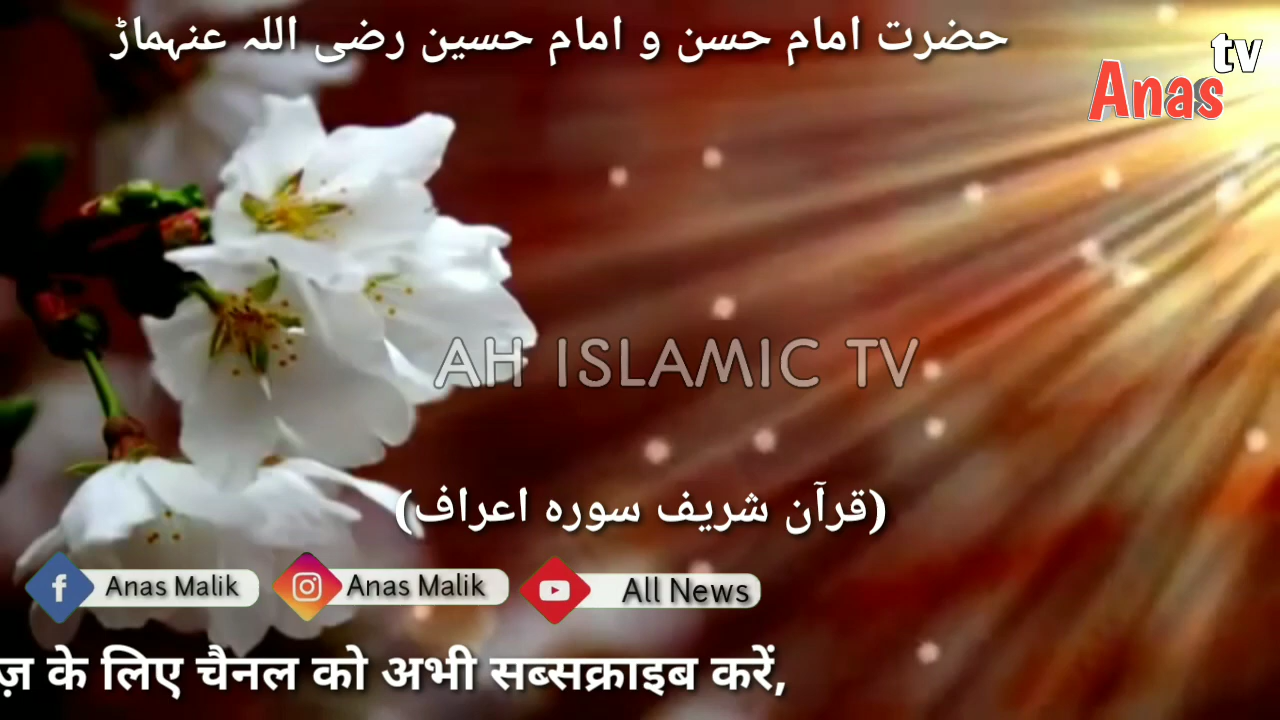 حضرت امام حسن و امام حسین رضی اللہ عنہماڑ
tv
Anas
AH ISLAMIC TV
(قرآن شریف سورہ اعراف)
Anas Malik
Anas Malik
All News
ज़ के लिए चैनल को अभी सब्सक्राइब करें,